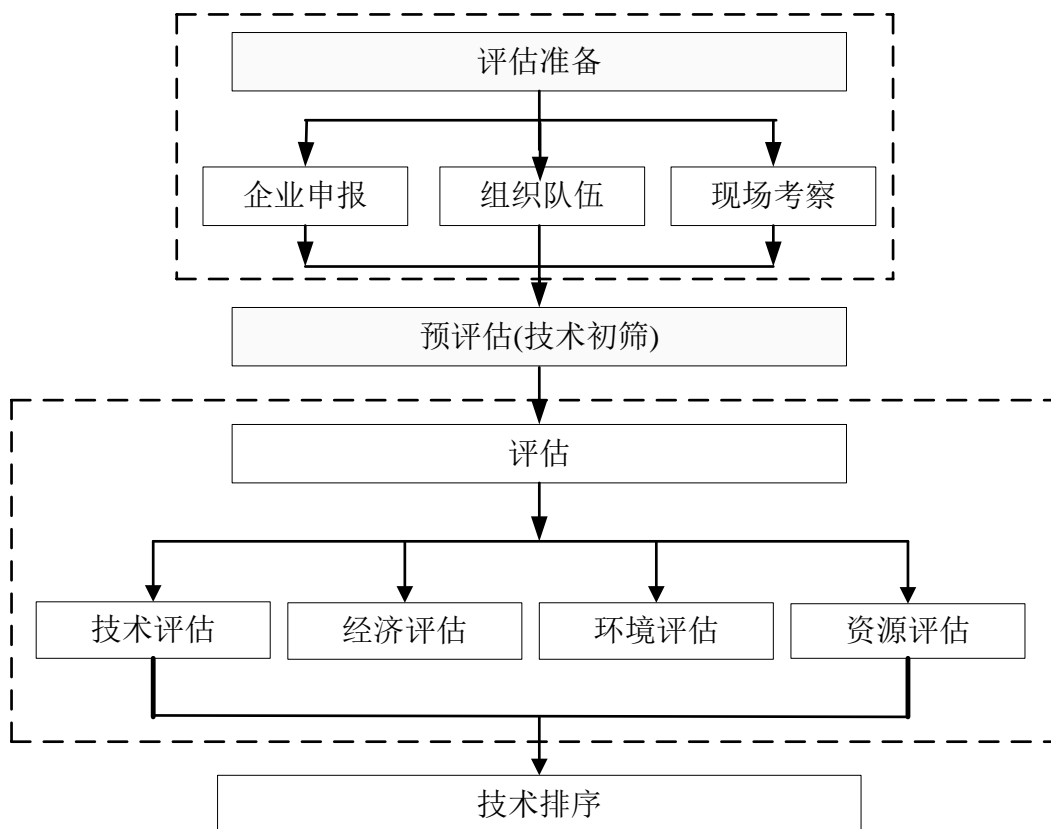 评估准备
企业申报
组织队伍
现场考察
预评估(技术初筛)
评估
技术评估
经济评估
环境评估
资源评估
技术排序